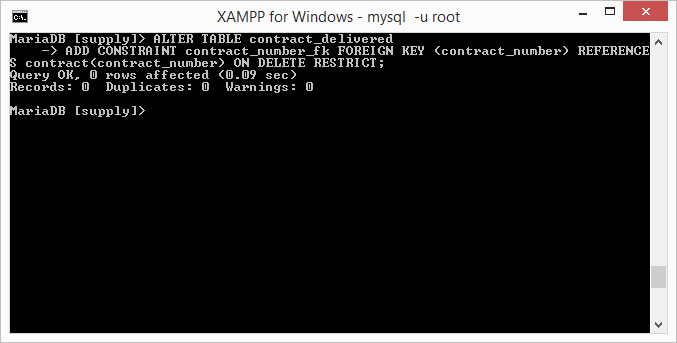 XAMPP for Windows - mysql -u root
MariaDB [supply]> ALTER TABLE contract_delivered
    -> ADD CONSTRAINT contract_number_fk FOREIGN KEY (contract_number) REFERENCE
S contract(contract_number) ON DELETE RESTRICT;
Query OK, 0 rows affected (0.09 sec)
Records: 0  Duplicates: 0  Warnings: 0
MariaDB [supply]>